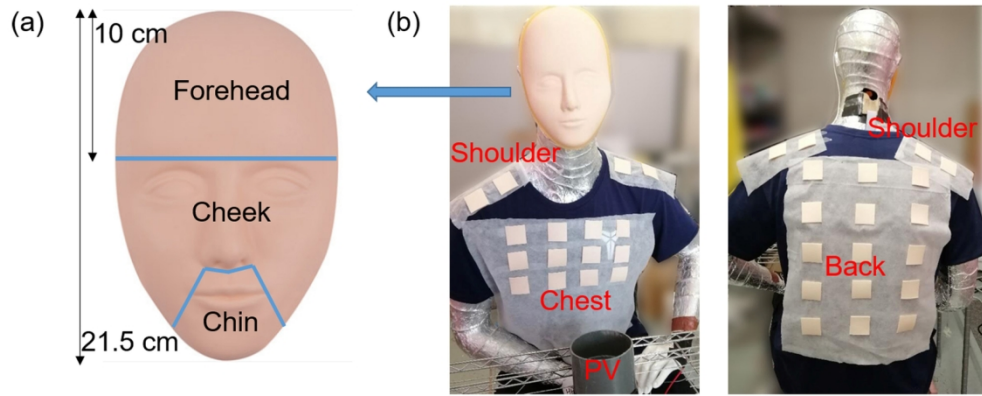 (a)
10 cm
Forehead
Cheek
Chin
21.5 cm
(b)
Shoulder
Chest
PV
Shoulder
Back